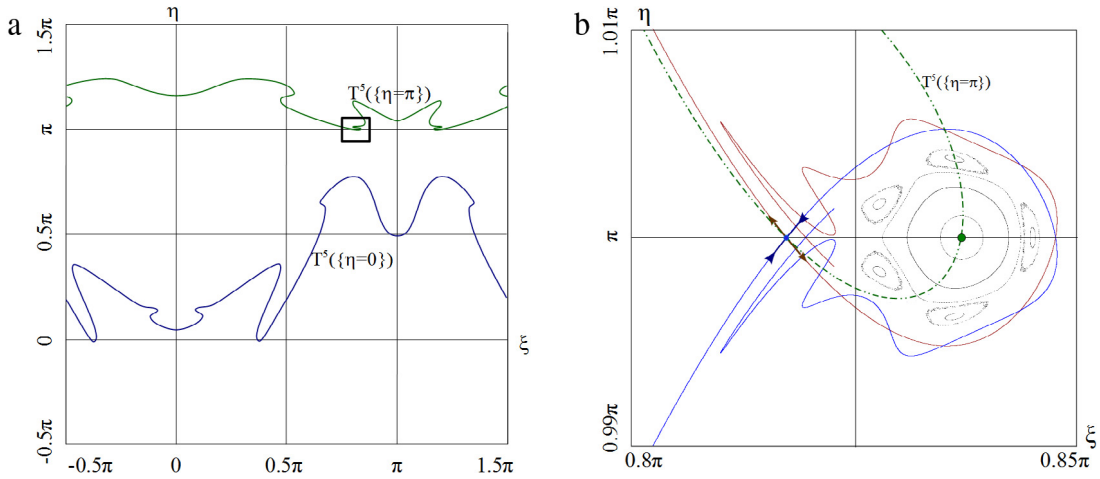 a
η
1.5π
T⁵({η=π})
π
0.5π
T⁵({η=0})
0
ξ
-0.5π
-0.5π
0
0.5π
π
1.5π
b
η
1.01π
T⁵({η=π})
π
0.99π
ξ
0.8π
0.85π